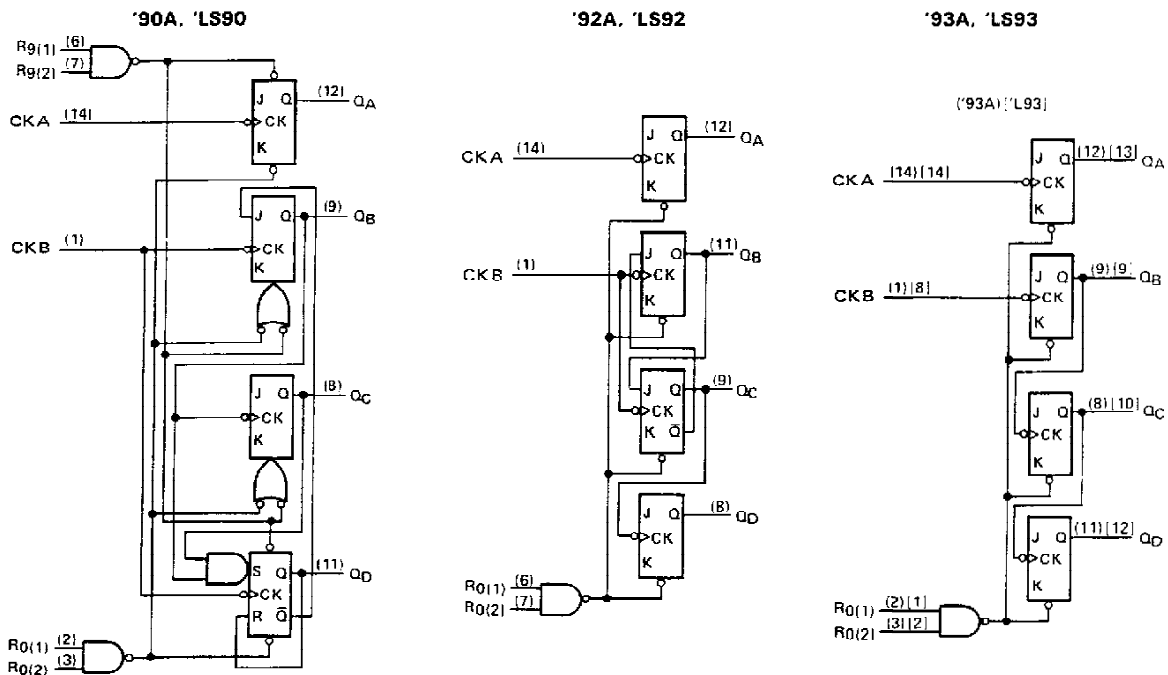 '90A, 'LS90
R9(1) (6)
R9(2) (7)
J Q (12) QA
CKA (14) CK
K
J Q (9) QB
CKB (1) CK
K
J Q (8) QC
CK
K
S Q (11) QD
CK
R Q̅
R0(1) (2)
R0(2) (3)
'92A, 'LS92
J Q (12) QA
CKA (14) CK
K
J Q (11) QB
CKB (1) CK
K
J Q (9) QC
CK
K Q̅
J Q (8) QD
CK
K
R0(1) (6)
R0(2) (7)
'93A, 'LS93
('93A) ['L93]
J Q (12) [13] QA
CKA (14) [14] CK
K
J Q (9) [9] QB
CKB (1) [8] CK
K
J Q (8) [10] QC
CK
K
J Q (11) [12] QD
CK
K
R0(1) (2) [1]
R0(2) (3) [2]